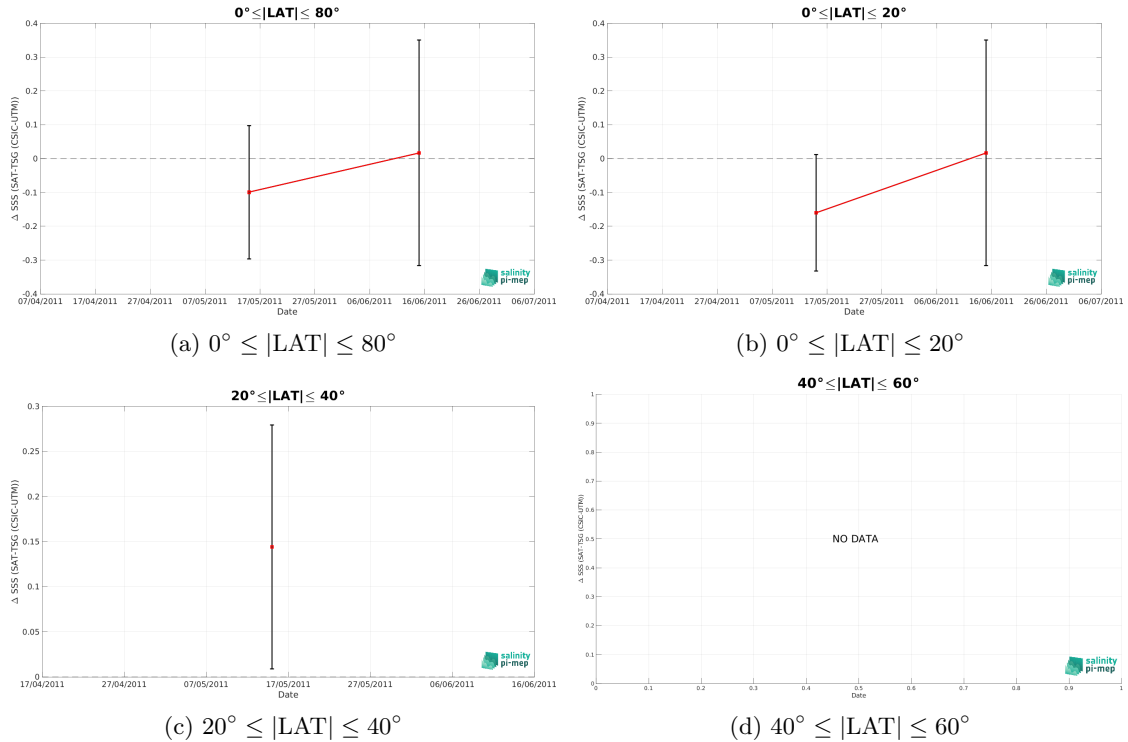 0°≤|LAT|≤ 80°
Δ SSS (SAT-TSG (CSIC-UTM))
0.4
0.3
0.2
0.1
0
-0.1
-0.2
-0.3
-0.4
07/04/2011 17/04/2011 27/04/2011 07/05/2011 17/05/2011 27/05/2011 06/06/2011 16/06/2011 26/06/2011 06/07/2011
Date
salinity
pi-mep
(a) 0° ≤ |LAT| ≤ 80°
0°≤|LAT|≤ 20°
Δ SSS (SAT-TSG (CSIC-UTM))
0.4
0.3
0.2
0.1
0
-0.1
-0.2
-0.3
-0.4
07/04/2011 17/04/2011 27/04/2011 07/05/2011 17/05/2011 27/05/2011 06/06/2011 16/06/2011 26/06/2011 06/07/2011
Date
salinity
pi-mep
(b) 0° ≤ |LAT| ≤ 20°
20°≤|LAT|≤ 40°
Δ SSS (SAT-TSG (CSIC-UTM))
0.3
0.25
0.2
0.15
0.1
0.05
0
17/04/2011 27/04/2011 07/05/2011 17/05/2011 27/05/2011 06/06/2011 16/06/2011
Date
salinity
pi-mep
(c) 20° ≤ |LAT| ≤ 40°
40°≤|LAT|≤ 60°
Δ SSS (SAT-TSG (CSIC-UTM))
1
0.9
0.8
0.7
0.6
0.5
0.4
0.3
0.2
0.1
0
NO DATA
0 0.1 0.2 0.3 0.4 0.5 0.6 0.7 0.8 0.9 1
Date
salinity
pi-mep
(d) 40° ≤ |LAT| ≤ 60°